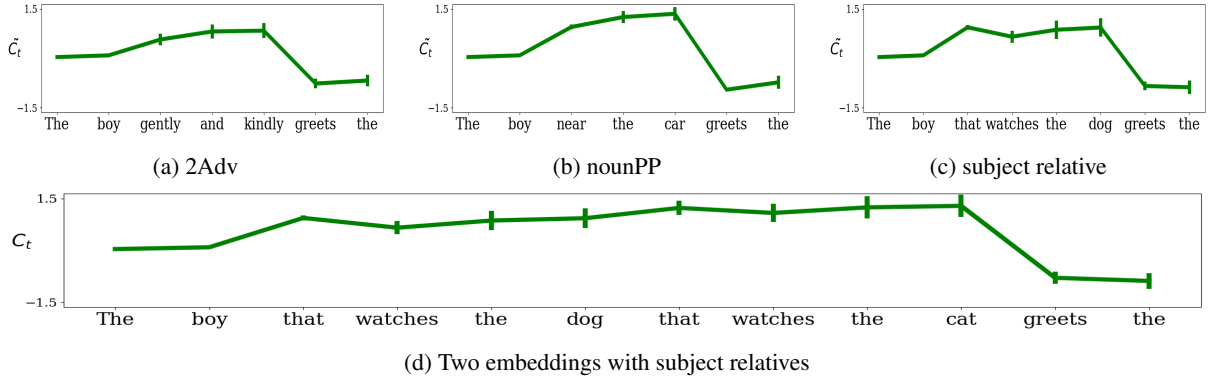 1.5
C̃t
−1.5
The boy gently and kindly greets the
(a) 2Adv
1.5
C̃t
−1.5
The boy near the car greets the
(b) nounPP
1.5
C̃t
−1.5
The boy that watches the dog greets the
(c) subject relative
1.5
Ct
−1.5
The boy that watches the dog that watches the cat greets the
(d) Two embeddings with subject relatives